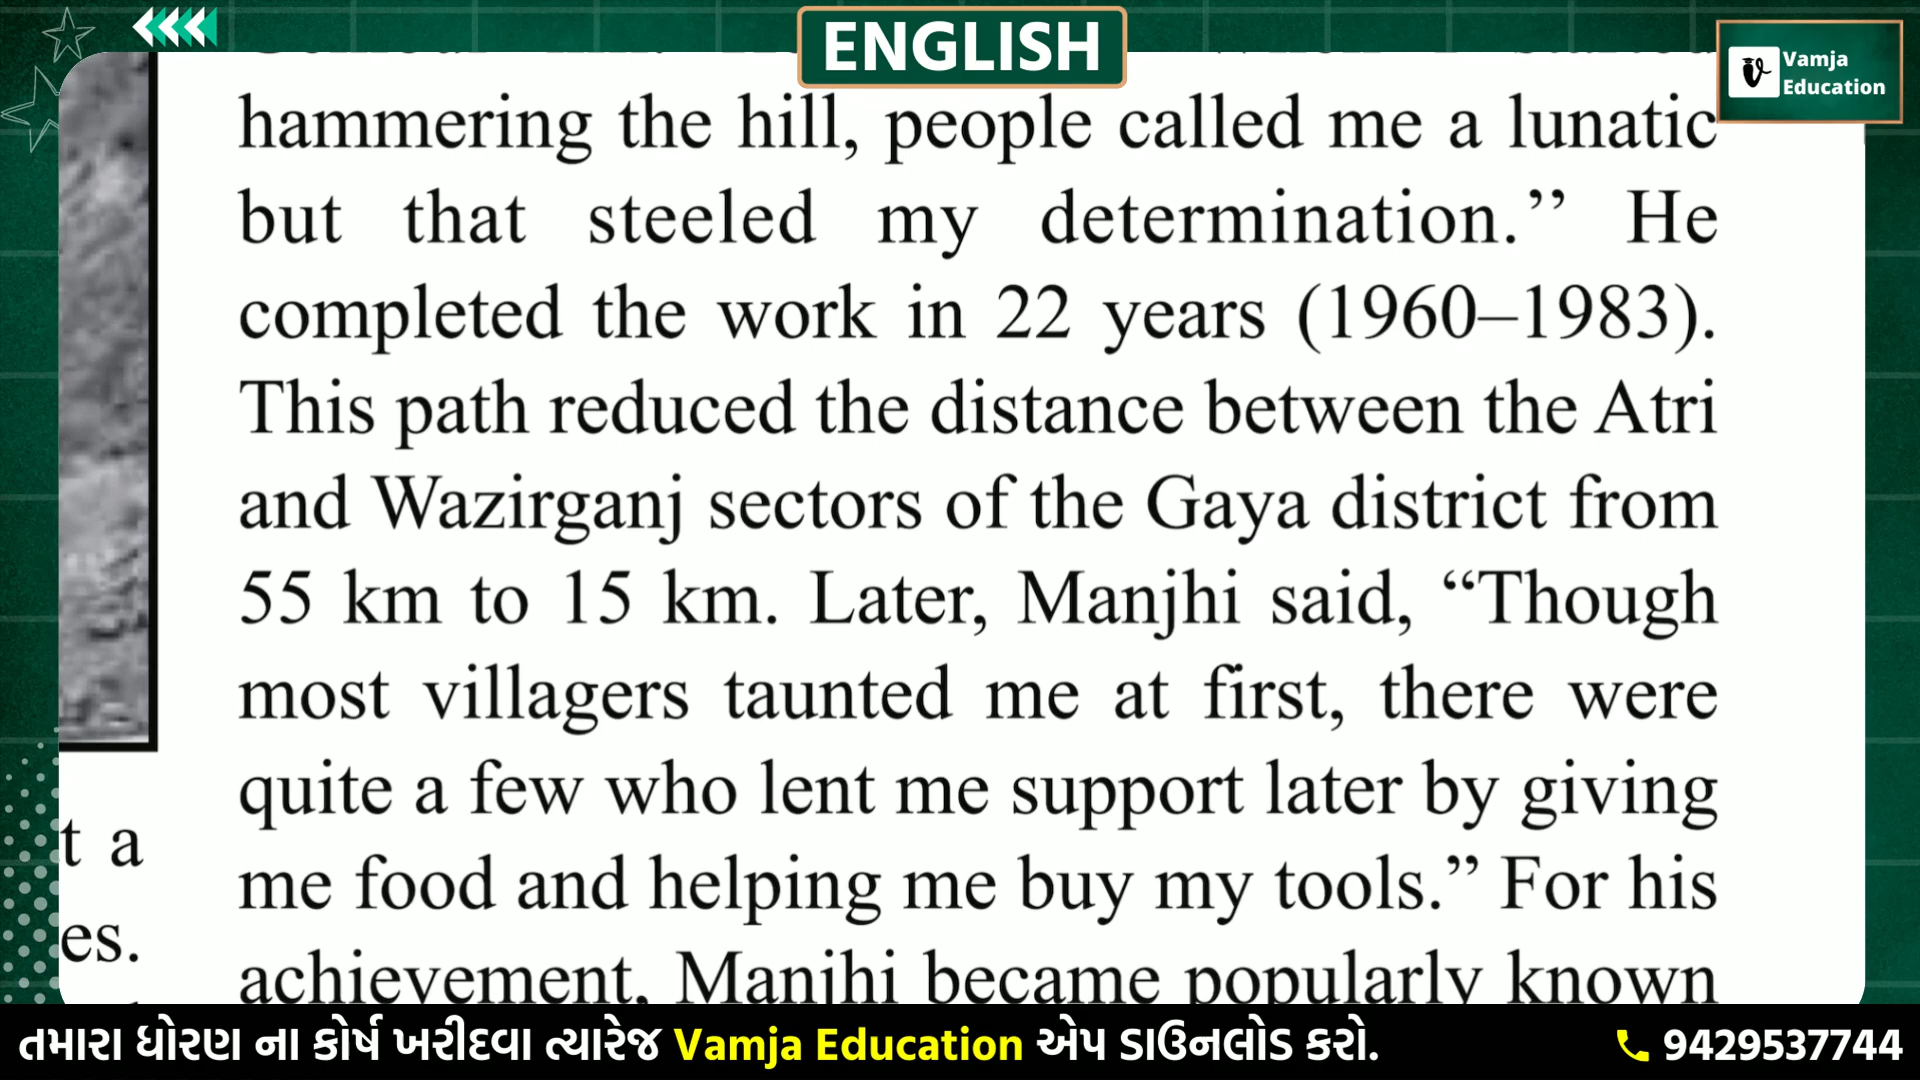 ENGLISH
Vamja
Education
hammering the hill, people called me a lunatic
but that steeled my determination.’’ He
completed the work in 22 years (1960–1983).
This path reduced the distance between the Atri
and Wazirganj sectors of the Gaya district from
55 km to 15 km. Later, Manjhi said, “Though
most villagers taunted me at first, there were
quite a few who lent me support later by giving
me food and helping me buy my tools.” For his
achievement, Manjhi became popularly known
t a
es.
તમારા ધોરણ ના કોર્ષ ખરીદવા ત્યારેજ Vamja Education એપ ડાઉનલોડ કરો.
9429537744